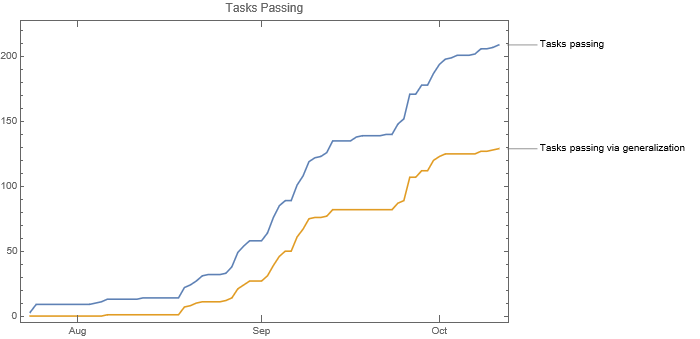 Tasks Passing
200
Tasks passing
150
Tasks passing via generalization
100
50
0
Aug Sep Oct